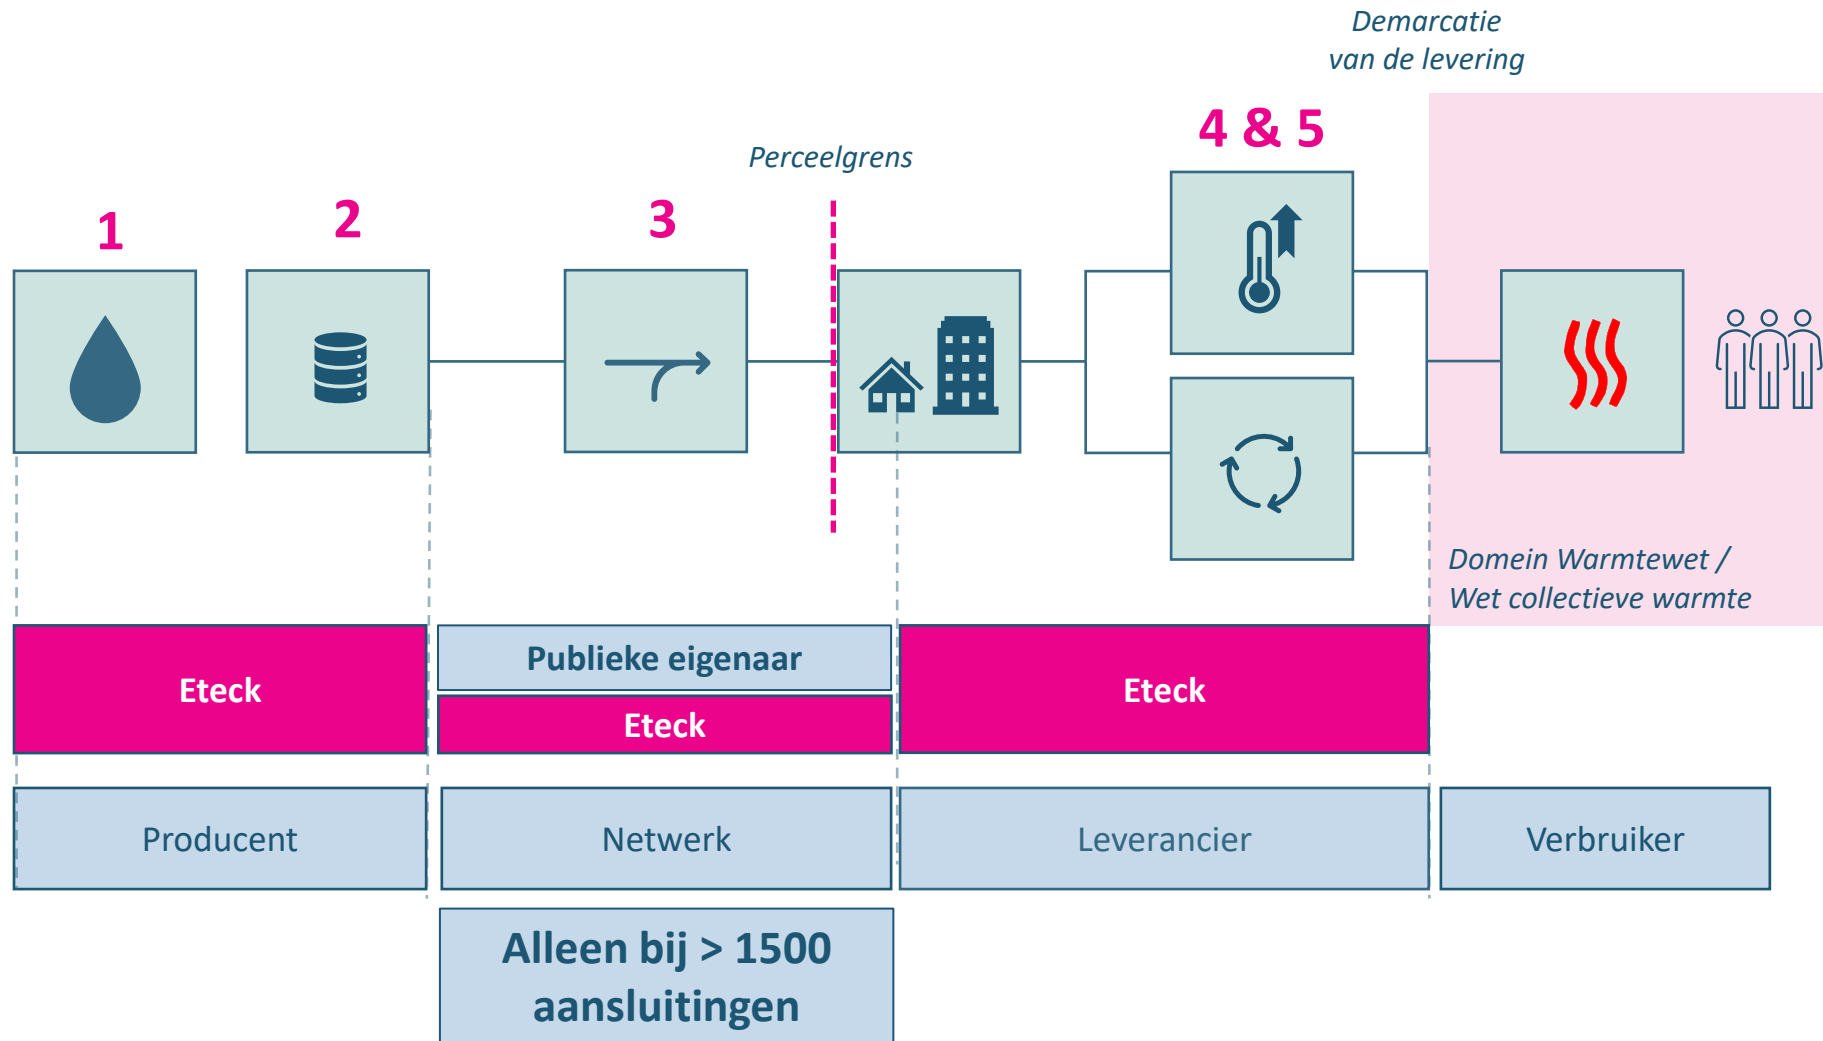 Demarcatie
van de levering
4 & 5
Perceelgrens
1
2
3
Domein Warmtewet /
Wet collectieve warmte
Eteck
Publieke eigenaar
Eteck
Eteck
Producent
Netwerk
Leverancier
Verbruiker
Alleen bij > 1500
aansluitingen